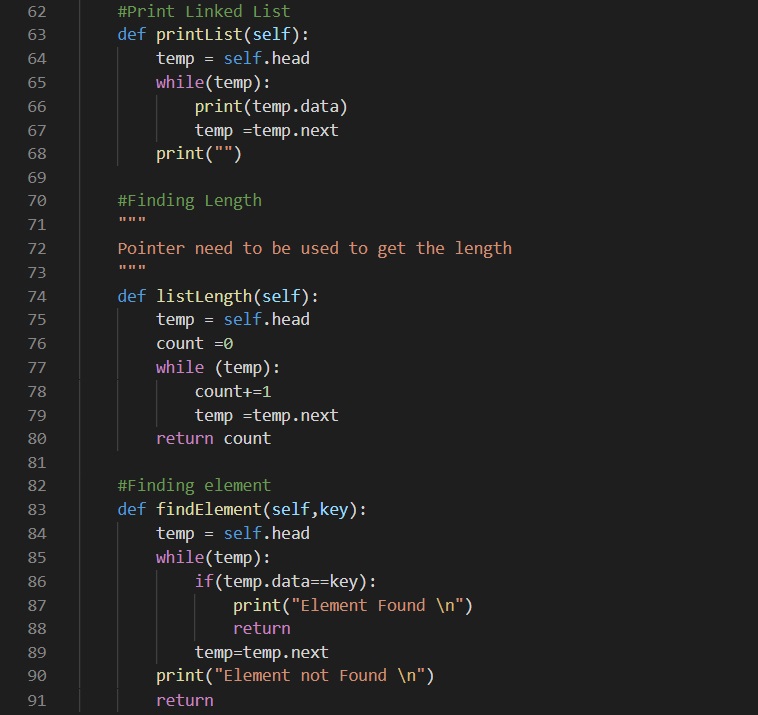 62 #Print Linked List
63 def printList(self):
64 temp = self.head
65 while(temp):
66 print(temp.data)
67 temp =temp.next
68 print("")
69
70 #Finding Length
71 """
72 Pointer need to be used to get the length
73 """
74 def listLength(self):
75 temp = self.head
76 count =0
77 while (temp):
78 count+=1
79 temp =temp.next
80 return count
81
82 #Finding element
83 def findElement(self,key):
84 temp = self.head
85 while(temp):
86 if(temp.data==key):
87 print("Element Found \n")
88 return
89 temp=temp.next
90 print("Element not Found \n")
91 return